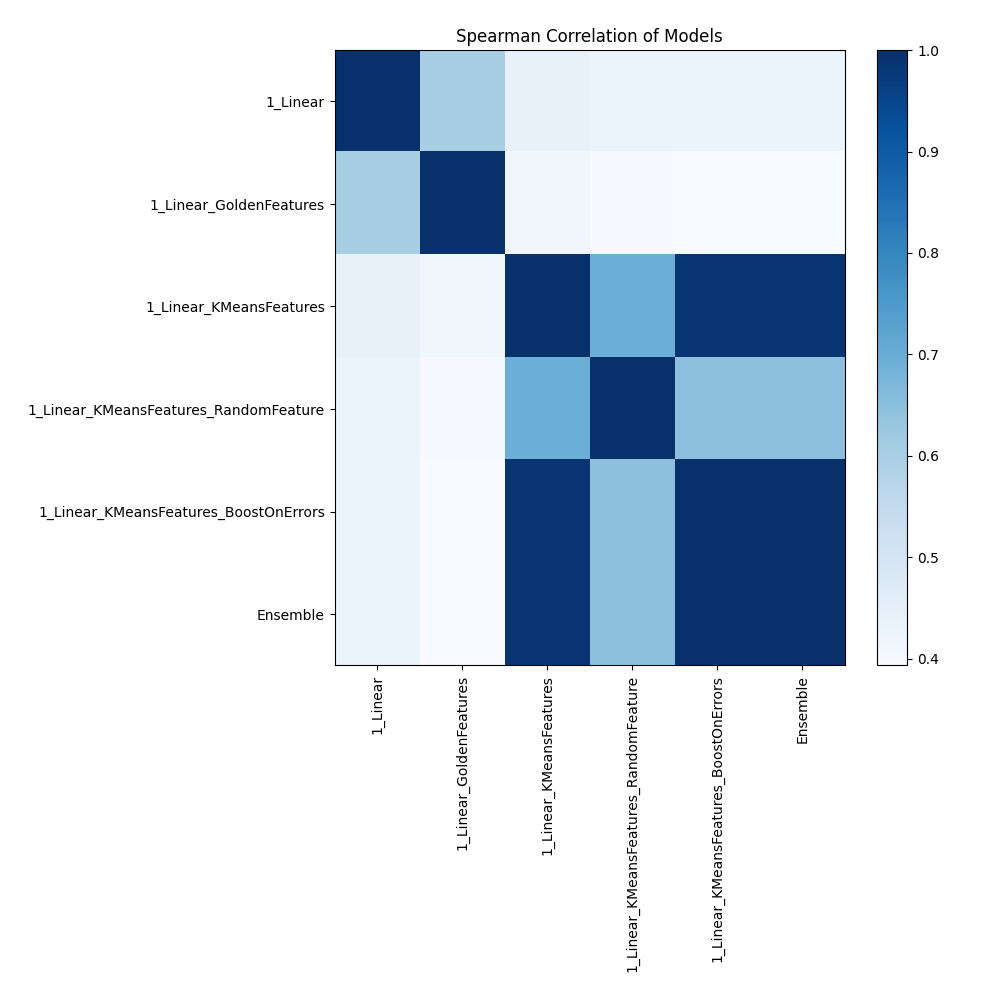 Spearman Correlation of Models
1_Linear
1_Linear_GoldenFeatures
1_Linear_KMeansFeatures
1_Linear_KMeansFeatures_RandomFeature
1_Linear_KMeansFeatures_BoostOnErrors
Ensemble
1_Linear
1_Linear_GoldenFeatures
1_Linear_KMeansFeatures
1_Linear_KMeansFeatures_RandomFeature
1_Linear_KMeansFeatures_BoostOnErrors
Ensemble
1.0
0.9
0.8
0.7
0.6
0.5
0.4